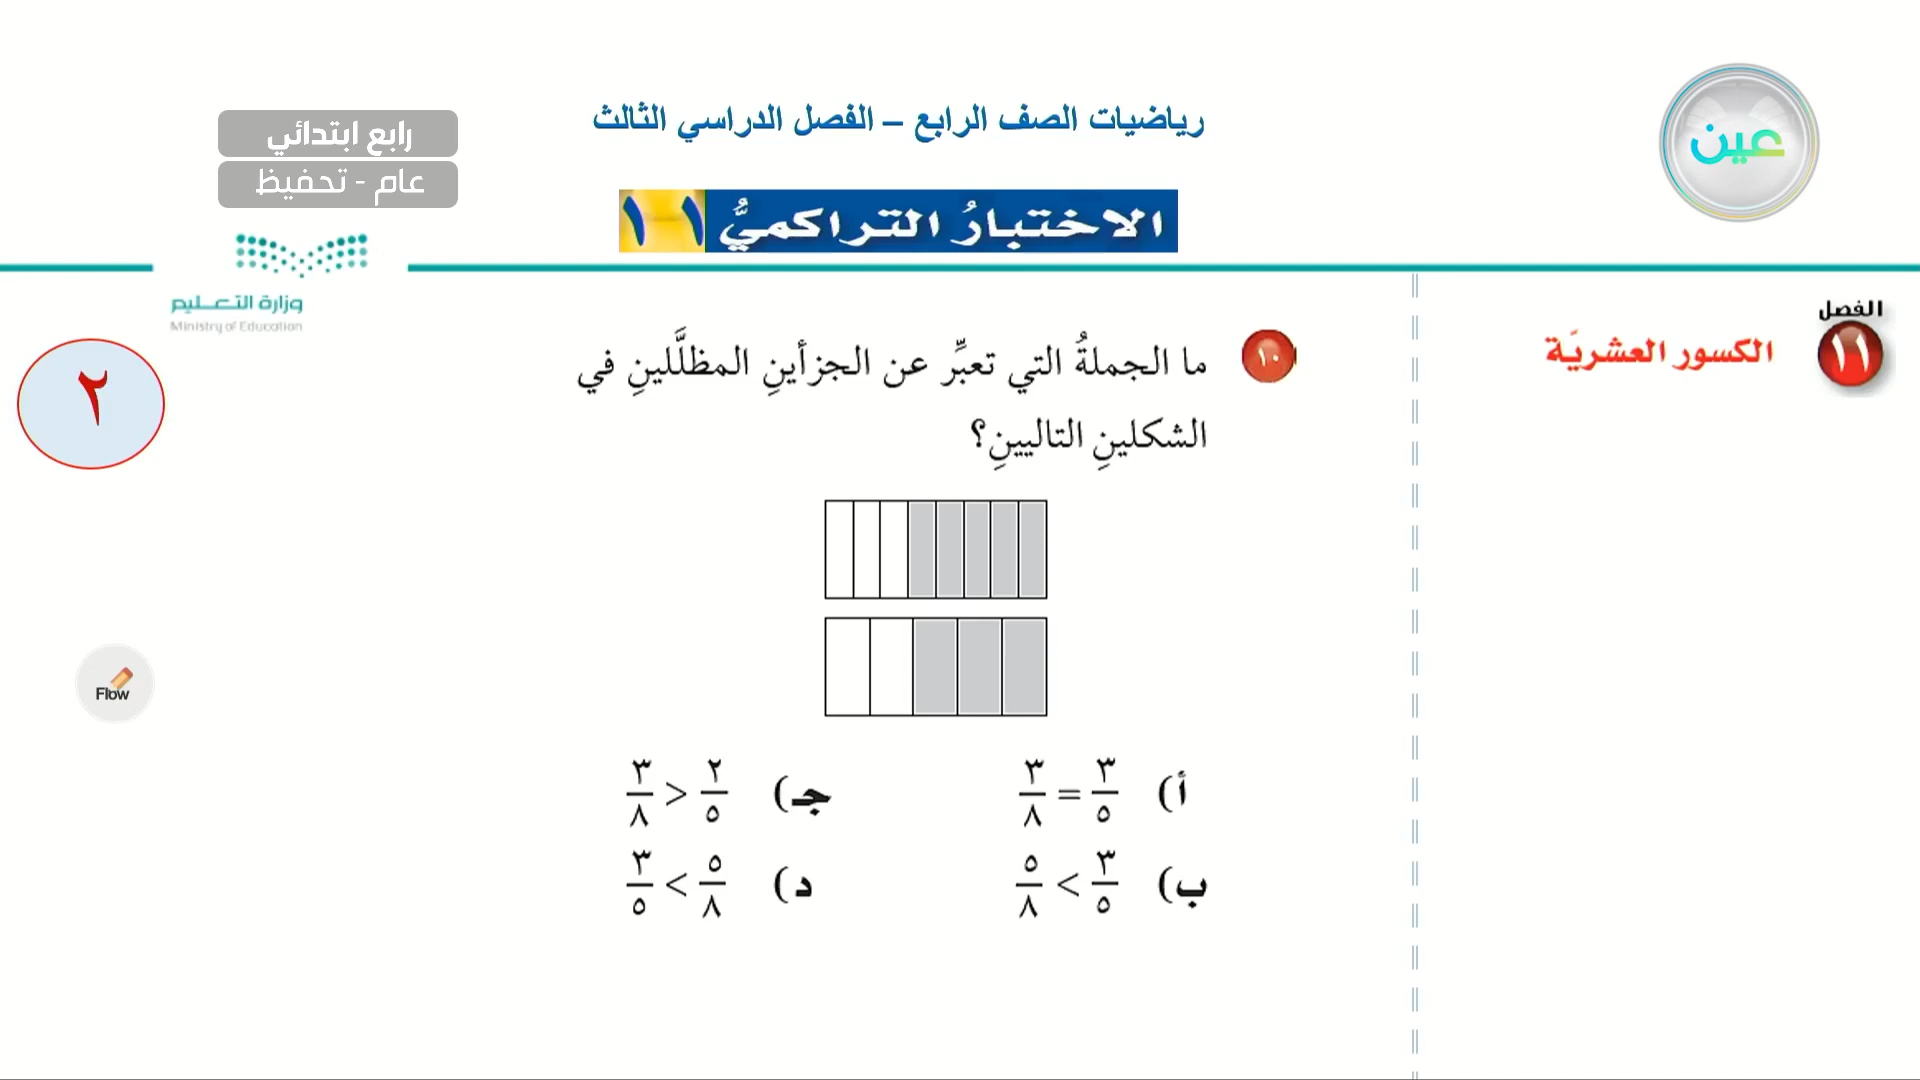 رياضيات الصف الرابع – الفصل الدراسي الثالث
عين
رابع ابتدائي
عام - تحفيظ
الاختبارُ التراكميُّ ١١
وزارة التعليم
Ministry of Education
الفصل
١١ الكسور العشريَّة
٢
١٠ ما الجملةُ التي تعبِّر عن الجزأينِ المظلَّلينِ في
الشكلينِ التاليينِ؟
Flow
أ) ٣/٥ = ٣/٨
ب) ٣/٥ > ٥/٨
جـ) ٢/٥ < ٣/٨
د) ٥/٨ > ٣/٥